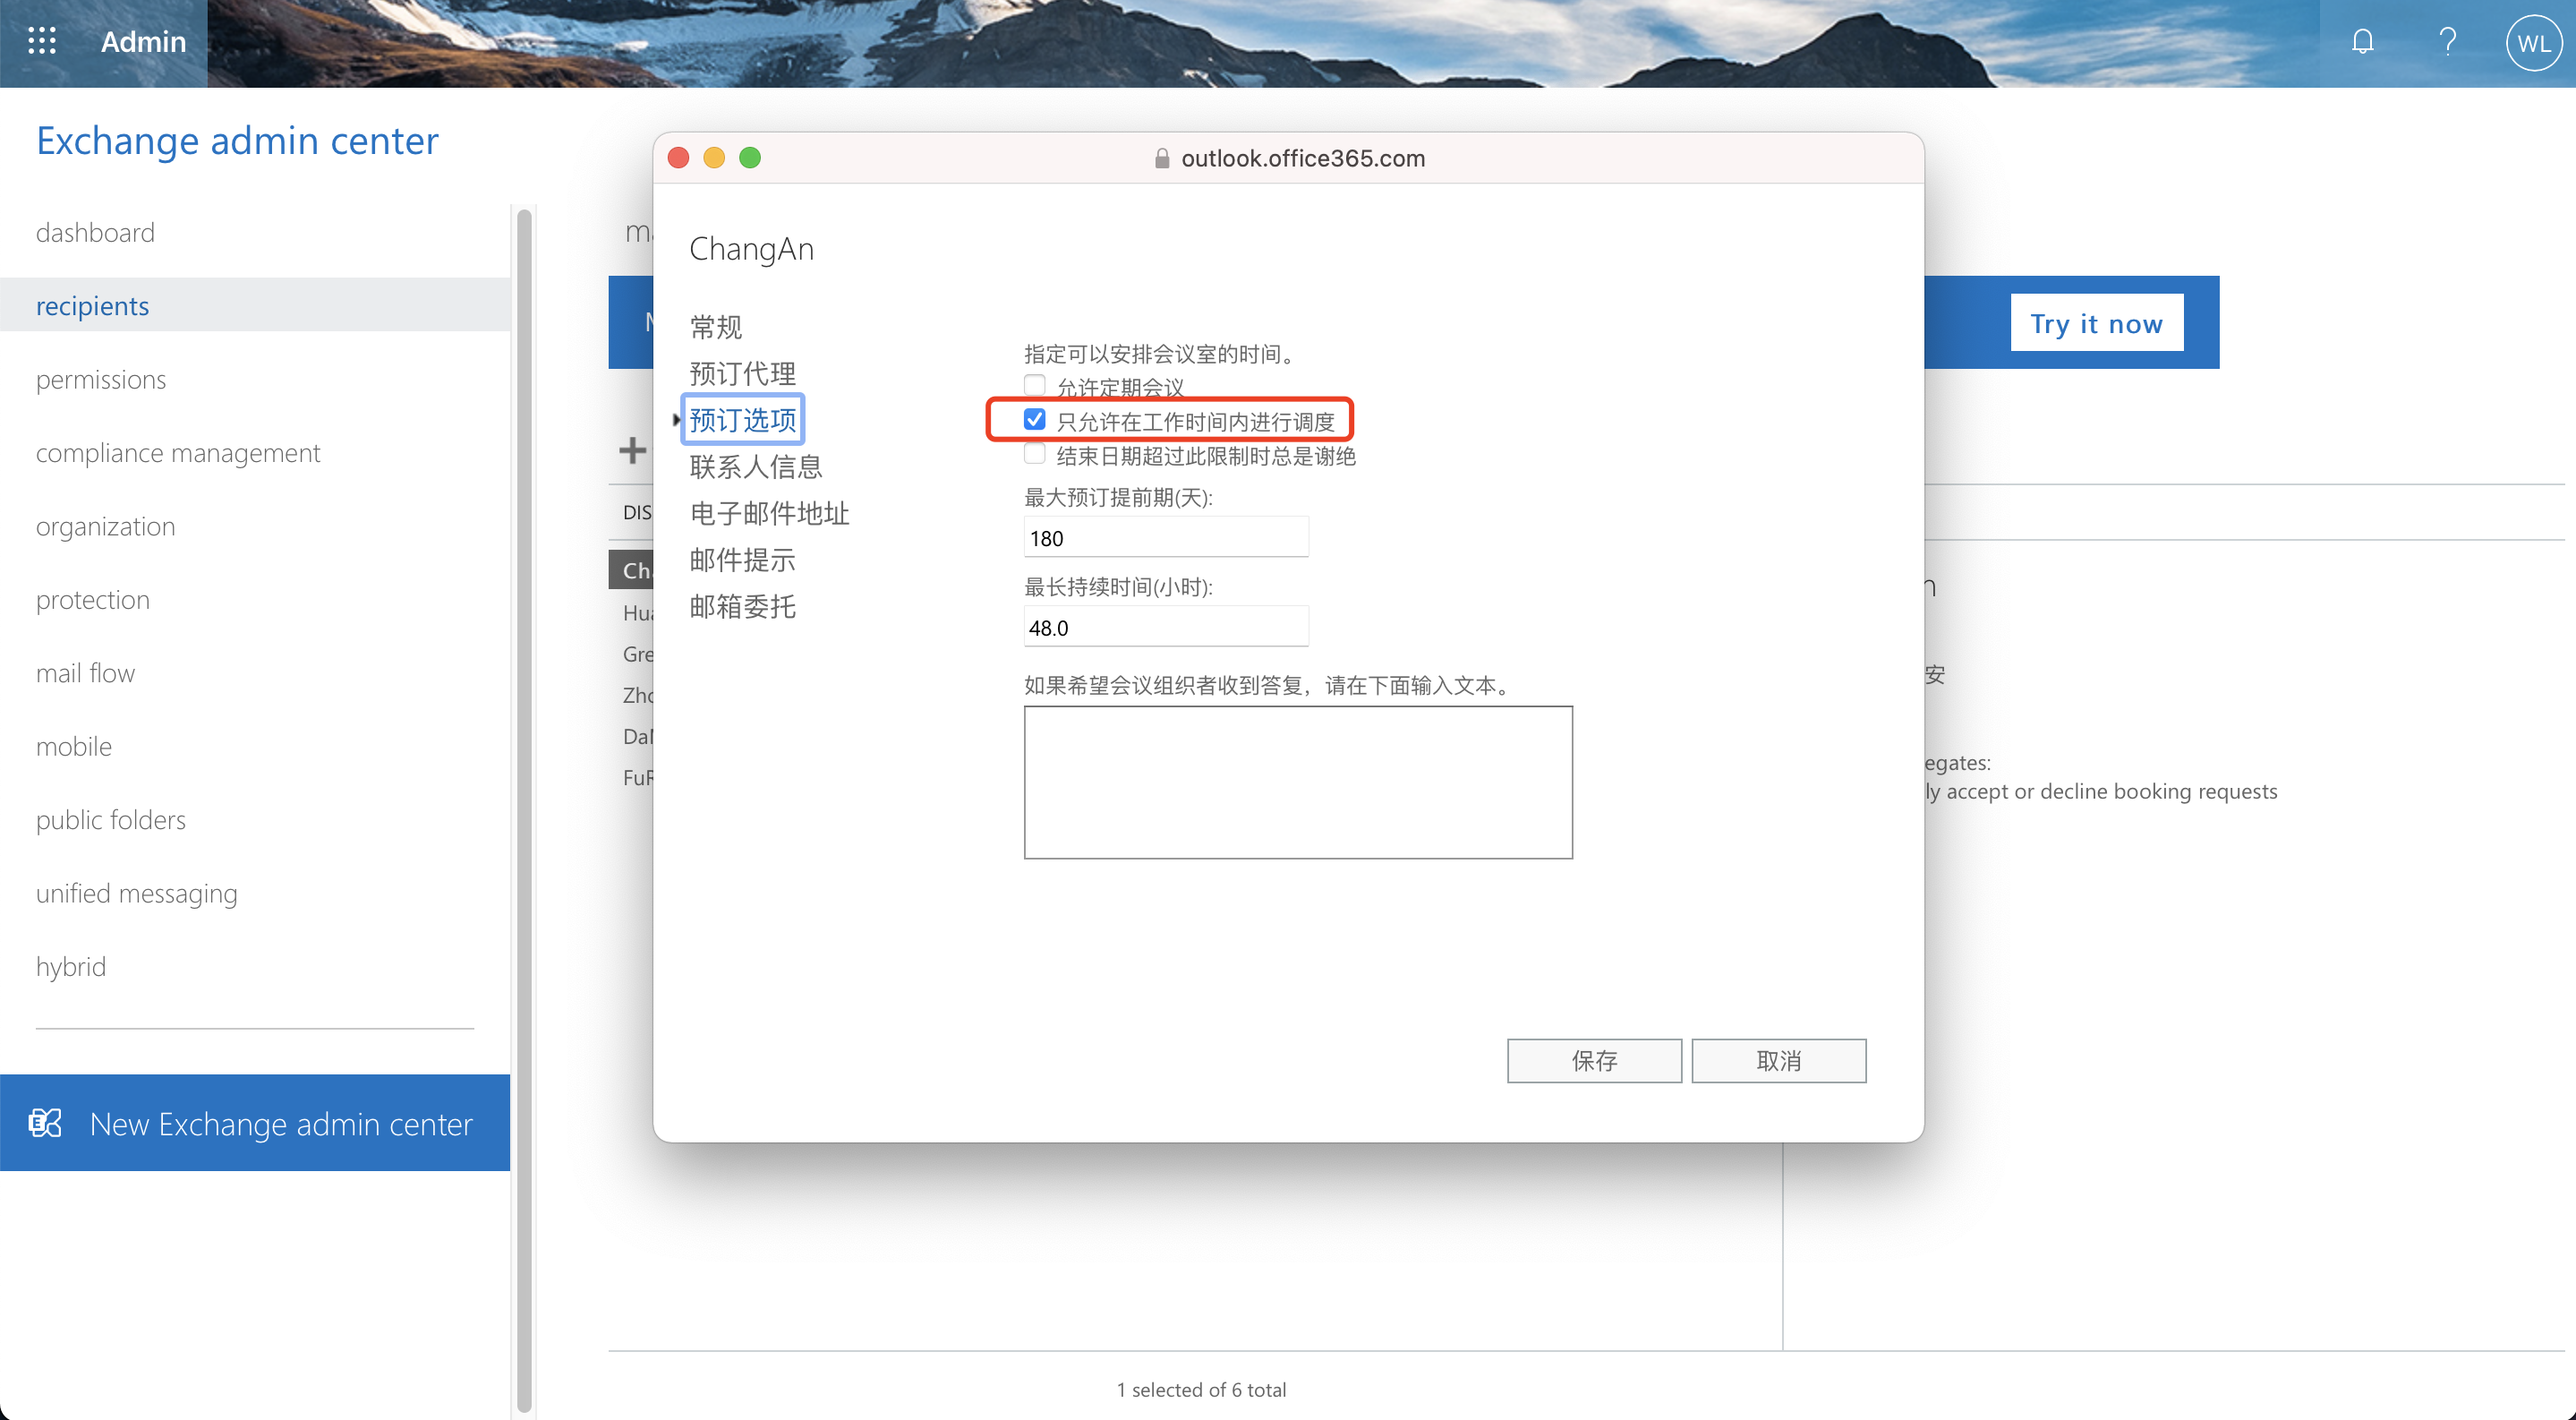 Admin
WL
Exchange admin center
dashboard
recipients
permissions
compliance management
organization
protection
mail flow
mobile
public folders
unified messaging
hybrid
New Exchange admin center
Try it now
DIS
Hua
Gre
Zho
FuR
outlook.office365.com
ChangAn
常规
预订代理
预订选项
联系人信息
电子邮件地址
邮件提示
邮箱委托
指定可以安排会议室的时间。
允许定期会议
只允许在工作时间内进行调度
结束日期超过此限制时总是谢绝
最大预订提前期(天):
180
最长持续时间(小时):
48.0
如果希望会议组织者收到答复，请在下面输入文本。
保存
取消
安
egates:
ly accept or decline booking requests
1 selected of 6 total